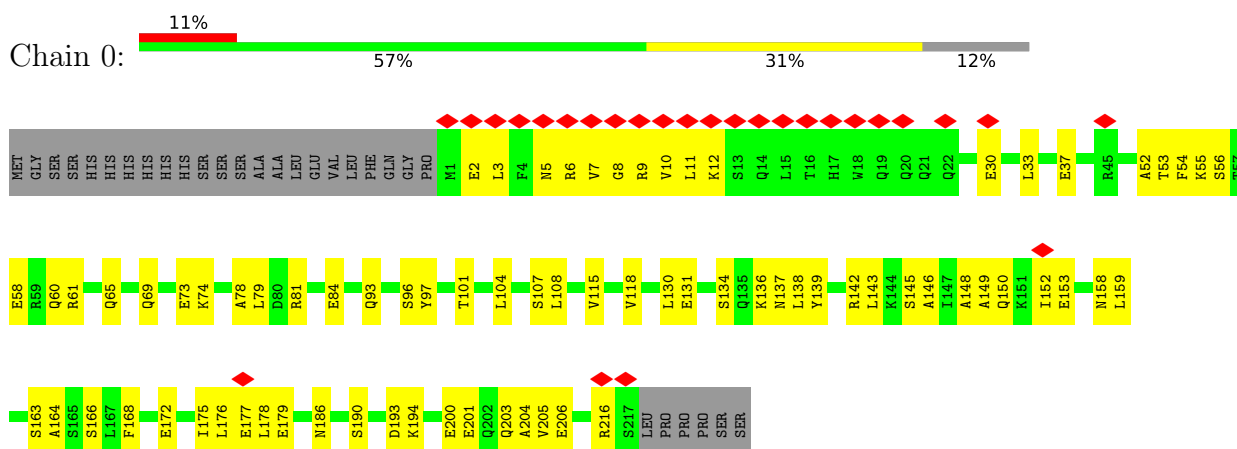 11%
Chain 0:
57% 31% 12%
MET GLY SER SER HIS HIS HIS HIS HIS HIS SER SER SER ALA ALA LEU GLU VAL LEU PHE GLN GLY PRO M1 E2 L3 F4 N5 R6 V7 G8 R9 V10 L11 K12 S13 Q14 L15 T16 H17 W18 Q19 Q20 Q21 Q22 E30 L33 E37 R45 A52 T53 F54 K55 S56 T57
E58 R59 Q60 R61 Q65 Q69 E73 K74 A78 L79 D80 R81 E84 Q93 S96 Y97 T101 L104 S107 L108 V115 V118 L130 E131 S134 Q135 K136 N137 L138 Y139 R142 L143 K144 S145 A146 I147 A148 A149 Q150 K151 I152 E153 N158 L159
S163 A164 S165 S166 L167 F168 E172 I175 L176 E177 L178 E179 N186 S190 D193 K194 E200 E201 Q202 Q203 A204 V205 E206 R216 S217 LEU PRO PRO PRO SER SER